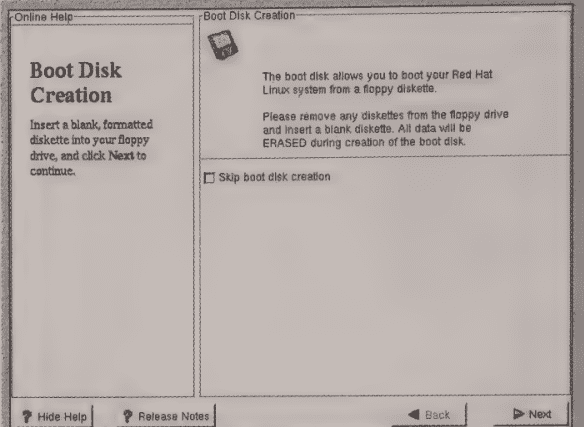 Online Help
Boot Disk
Creation
Insert a blank, formatted
diskette into your floppy
drive, and click Next to
continue.
Boot Disk Creation
The boot disk allows you to boot your Red Hat
Linux system from a floppy diskette.
Please remove any diskettes from the floppy drive
and insert a blank diskette. All data will be
ERASED during creation of the boot disk.
Skip boot disk creation
Hide Help
Release Notes
Back
Next